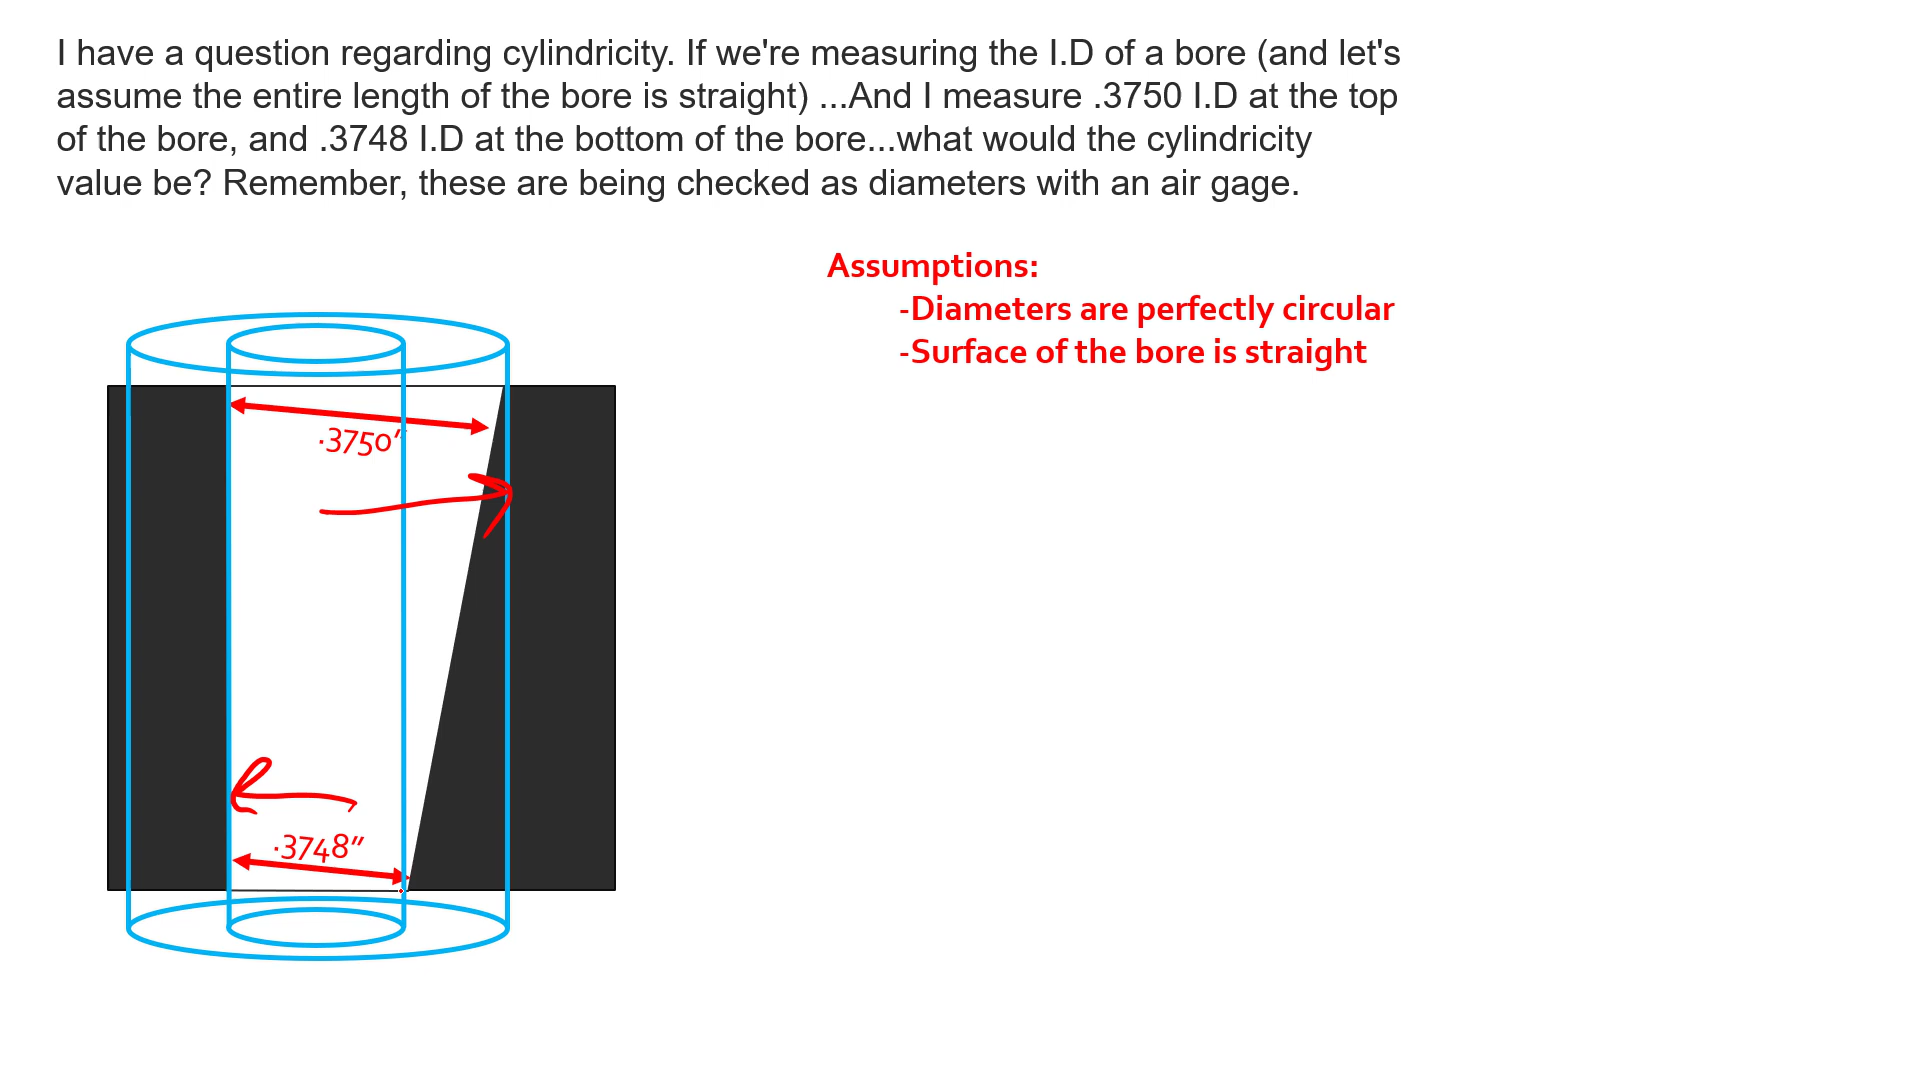 I have a question regarding cylindricity. If we're measuring the I.D of a bore (and let's
assume the entire length of the bore is straight) ...And I measure .3750 I.D at the top
of the bore, and .3748 I.D at the bottom of the bore...what would the cylindricity
value be? Remember, these are being checked as diameters with an air gage.
Assumptions:
-Diameters are perfectly circular
-Surface of the bore is straight
.3750"
.3748"